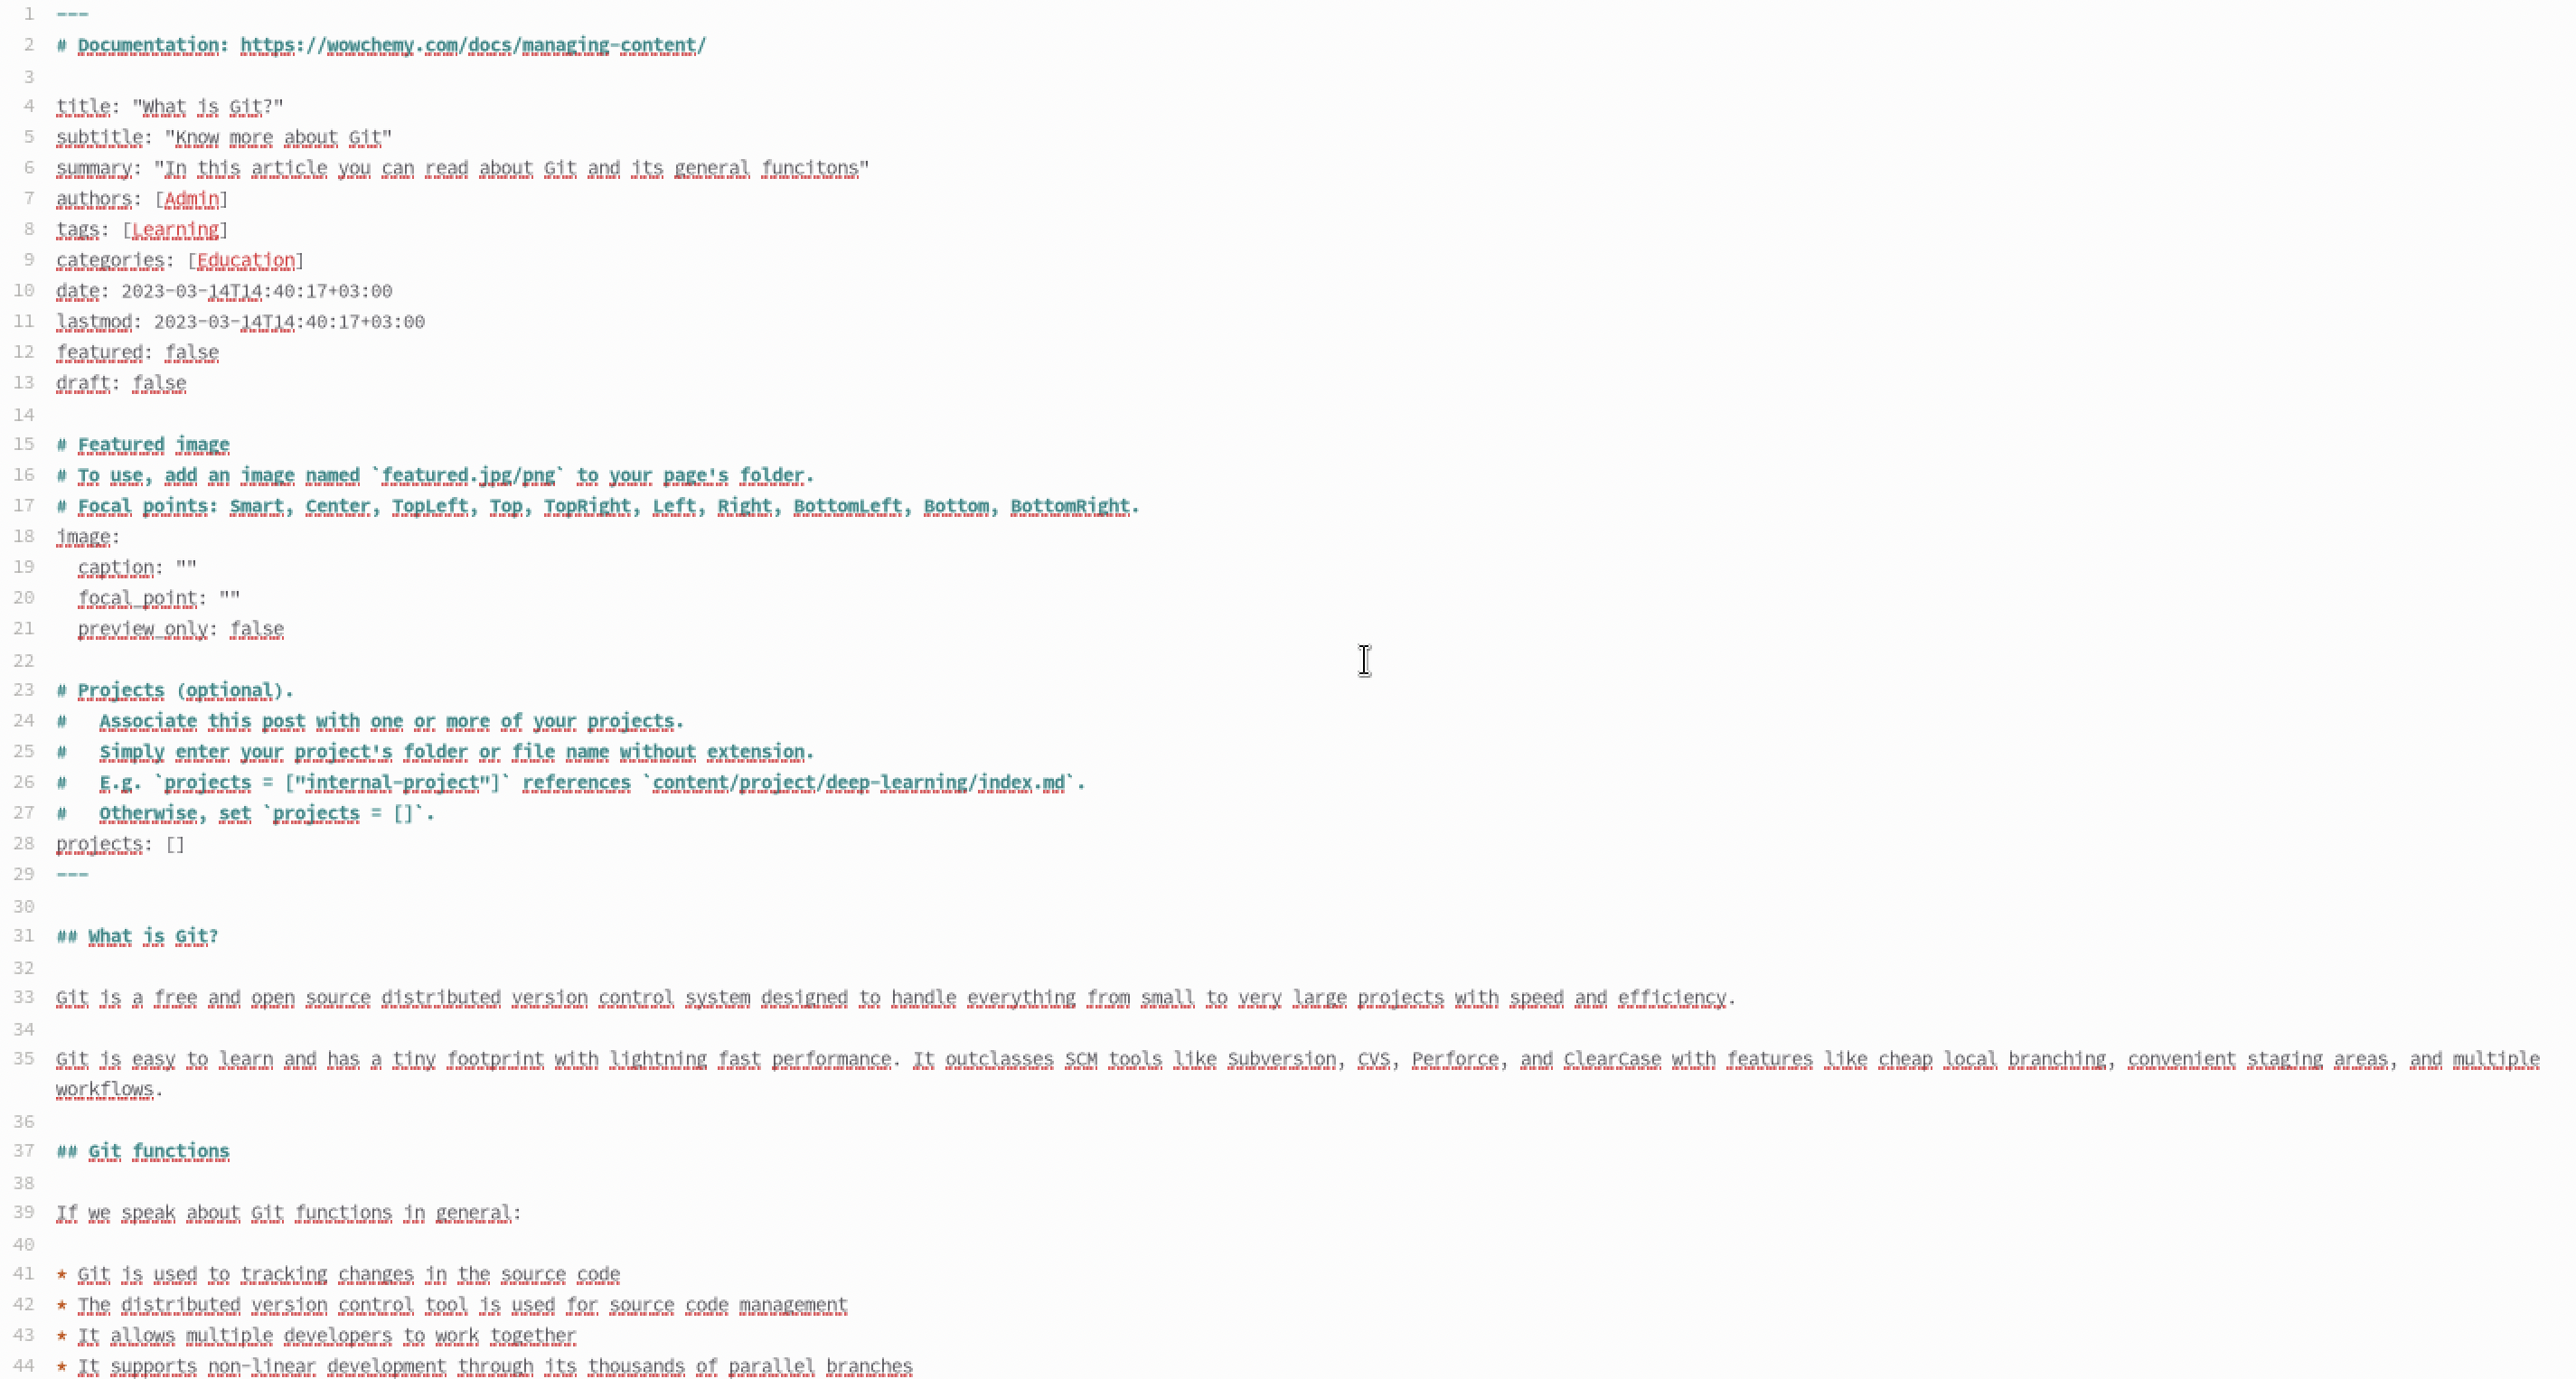 1 ---
2 # Documentation: https://wowchemy.com/docs/managing-content/
3
4 title: "What is Git?"
5 subtitle: "Know more about Git"
6 summary: "In this article you can read about Git and its general funcitons"
7 authors: [Admin]
8 tags: [Learning]
9 categories: [Education]
10 date: 2023-03-14T14:40:17+03:00
11 lastmod: 2023-03-14T14:40:17+03:00
12 featured: false
13 draft: false
14
15 # Featured image
16 # To use, add an image named `featured.jpg/png` to your page's folder.
17 # Focal points: Smart, Center, TopLeft, Top, TopRight, Left, Right, BottomLeft, Bottom, BottomRight.
18 image:
19   caption: ""
20   focal_point: ""
21   preview_only: false
22
23 # Projects (optional).
24 #   Associate this post with one or more of your projects.
25 #   Simply enter your project's folder or file name without extension.
26 #   E.g. `projects = ["internal-project"]` references `content/project/deep-learning/index.md`.
27 #   Otherwise, set `projects = []`.
28 projects: []
29 ---
30
31 ## What is Git?
32
33 Git is a free and open source distributed version control system designed to handle everything from small to very large projects with speed and efficiency.
34
35 Git is easy to learn and has a tiny footprint with lightning fast performance. It outclasses SCM tools like Subversion, CVS, Perforce, and ClearCase with features like cheap local branching, convenient staging areas, and multiple
workflows.
36
37 ## Git functions
38
39 If we speak about Git functions in general:
40
41 * Git is used to tracking changes in the source code
42 * The distributed version control tool is used for source code management
43 * It allows multiple developers to work together
44 * It supports non-linear development through its thousands of parallel branches